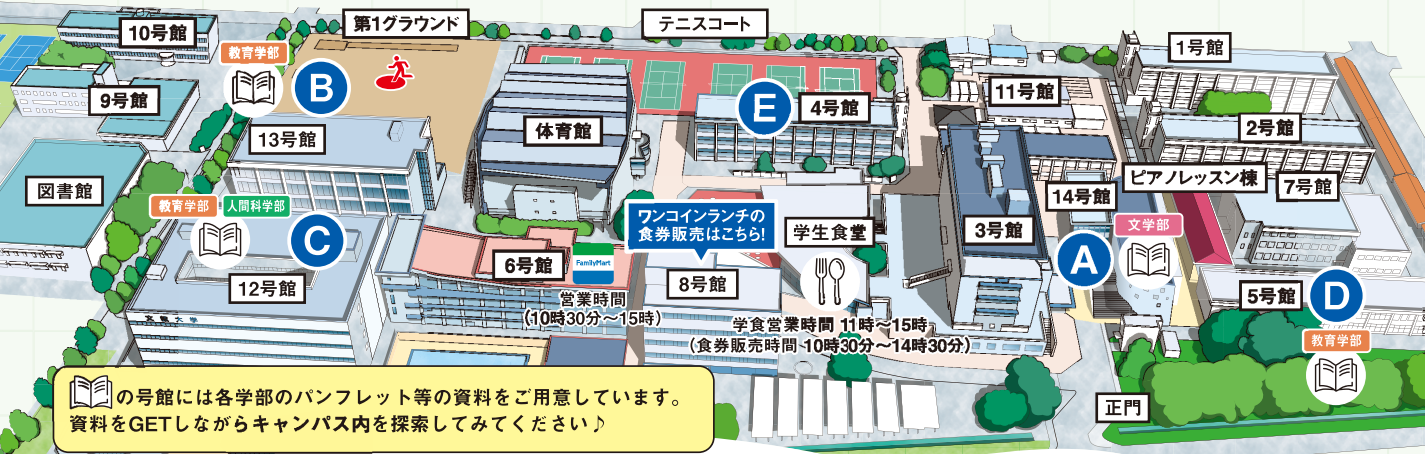 10号館
第1グラウンド
テニスコート
1号館
教育学部
B
9号館
E
4号館
11号館
13号館
体育館
2号館
図書館
ピアノレッスン棟
7号館
教育学部
人間科学部
C
ワンコインランチの
食券販売はこちら!
学生食堂
3号館
14号館
文学部
A
6号館
FamilyMart
営業時間
(10時30分～15時)
8号館
12号館
5号館
D
文教大学
学食営業時間 11時～15時
(食券販売時間 10時30分～14時30分)
教育学部
正門
の号館には各学部のパンフレット等の資料をご用意しています。
資料をGETしながらキャンパス内を探索してみてください♪